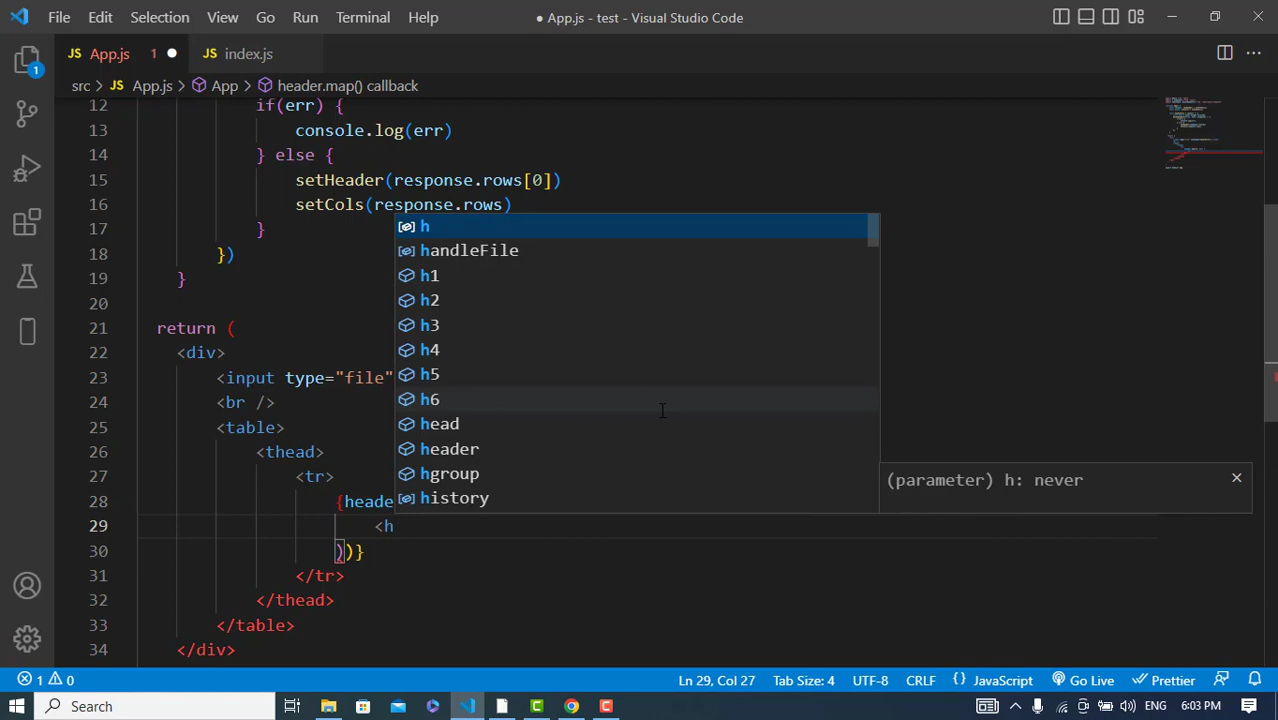 File Edit Selection View Go Run Terminal Help
● App.js - test - Visual Studio Code
1
JS App.js 1 ●
JS index.js
src > JS App.js > App > header.map() callback
12 if(err) {
13 console.log(err)
14 } else {
15 setHeader(response.rows[0])
16 setCols(response.rows)
17 }
18 })
19 }
20
21 return (
22 <div>
23 <input type="file"
24 <br />
25 <table>
26 <thead>
27 <tr>
28 {heade
29 <h
30 ))}
31 </tr>
32 </thead>
33 </table>
34 </div>
h
handleFile
h1
h2
h3
h4
h5
h6
head
header
hgroup
history
(parameter) h: never
1 0
Ln 29, Col 27 Tab Size: 4 UTF-8 CRLF {} JavaScript Go Live Prettier
Search
ENG 6:03 PM